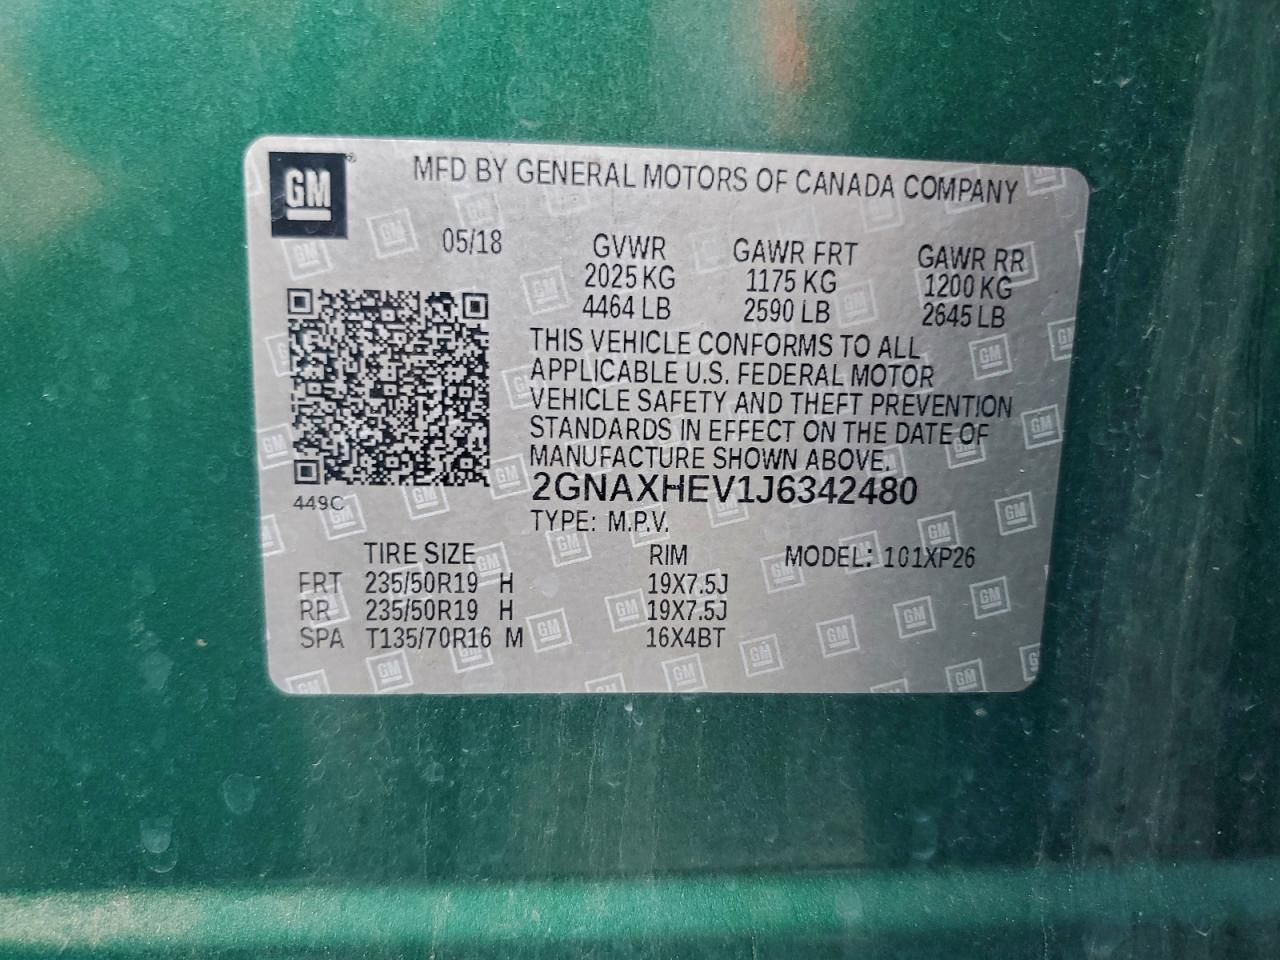 GM
MFD BY GENERAL MOTORS OF CANADA COMPANY
05/18 GVWR GAWR FRT GAWR RR
2025 KG 1175 KG 1200 KG
4464 LB 2590 LB 2645 LB
THIS VEHICLE CONFORMS TO ALL
APPLICABLE U.S. FEDERAL MOTOR
VEHICLE SAFETY AND THEFT PREVENTION
STANDARDS IN EFFECT ON THE DATE OF
MANUFACTURE SHOWN ABOVE.
449C
2GNAXHEV1J6342480
TYPE: M.P.V.
TIRE SIZE RIM MODEL: 101XP26
FRT 235/50R19 H 19X7.5J
RR 235/50R19 H 19X7.5J
SPA T135/70R16 M 16X4BT